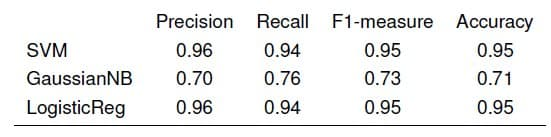 Precision Recall F1-measure Accuracy
SVM 0.96 0.94 0.95 0.95
GaussianNB 0.70 0.76 0.73 0.71
LogisticReg 0.96 0.94 0.95 0.95